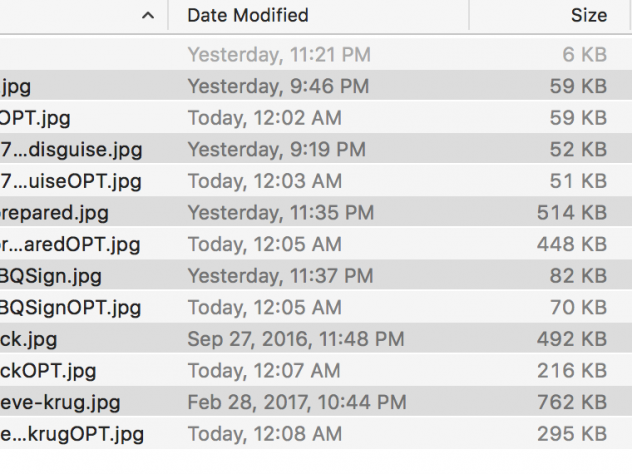 Date Modified Size
Yesterday, 11:21 PM 6 KB
.jpg Yesterday, 9:46 PM 59 KB
OPT.jpg Today, 12:02 AM 59 KB
7...disguise.jpg Yesterday, 9:19 PM 52 KB
7...uiseOPT.jpg Today, 12:03 AM 51 KB
repared.jpg Yesterday, 11:35 PM 514 KB
r...aredOPT.jpg Today, 12:05 AM 448 KB
BQSign.jpg Yesterday, 11:37 PM 82 KB
BQSignOPT.jpg Today, 12:05 AM 70 KB
ck.jpg Sep 27, 2016, 11:48 PM 492 KB
ckOPT.jpg Today, 12:07 AM 216 KB
eve-krug.jpg Feb 28, 2017, 10:44 PM 762 KB
e...krugOPT.jpg Today, 12:08 AM 295 KB